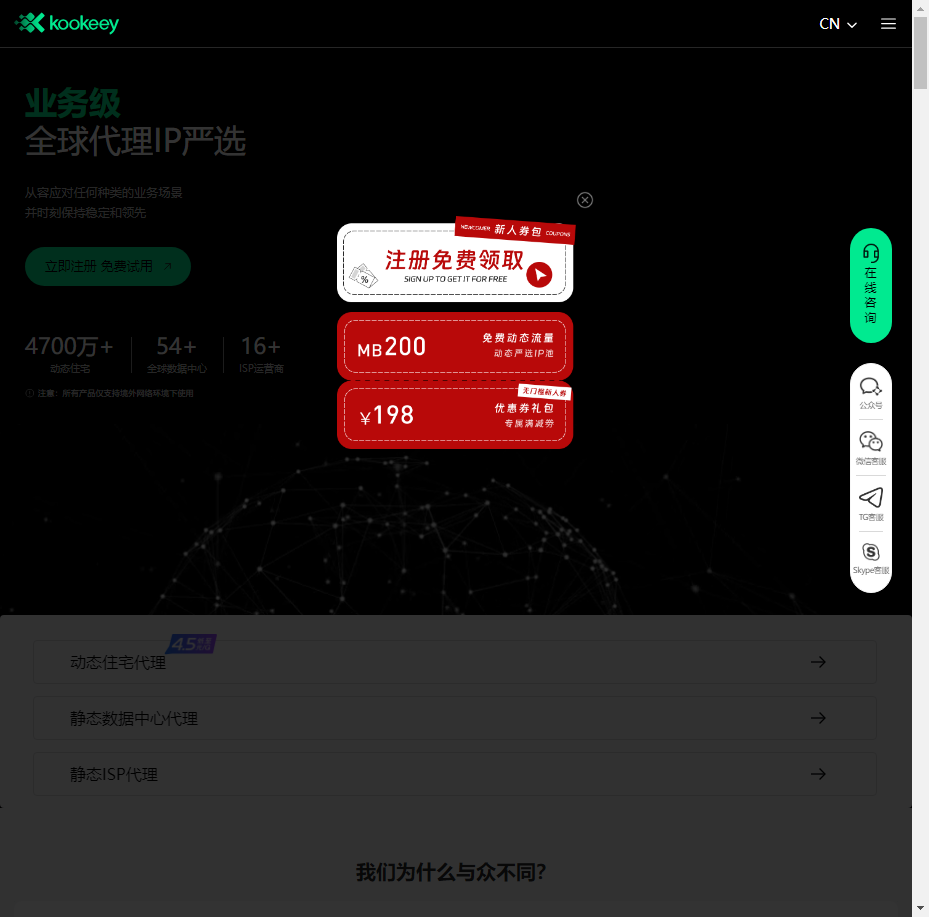 kookeey
CN
业务级
全球代理IP严选
从容应对任何种类的业务场景
并时刻保持稳定和领先
立即注册 免费试用
4700万+
动态住宅
54+
全球数据中心
16+
ISP运营商
注意：所有产品仅支持境外网络环境下使用
NEWCOMER 新人券包 COUPONS
注册免费领取
SIGN UP TO GET IT FOR FREE
%
MB200
免费动态流量
动态严选IP池
无门槛新人券
¥198
优惠券礼包
专属满减券
在线咨询
公众号
微信客服
TG客服
Skype客服
动态住宅代理
4.5
静态数据中心代理
静态ISP代理
我们为什么与众不同?